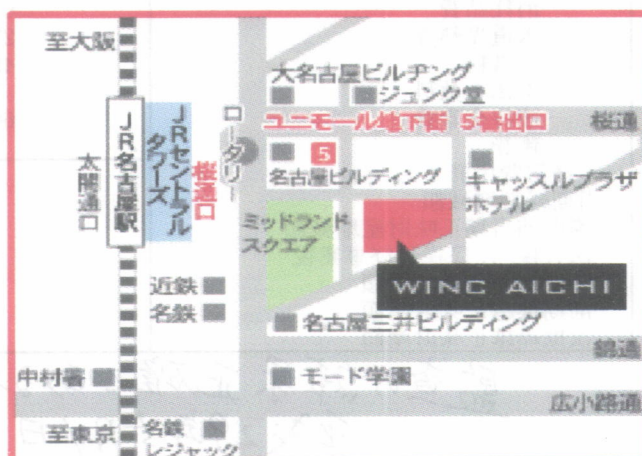 至大阪
大名古屋ビルヂング
ジュンク堂
ユニモール地下街 5番出口
桜通
JR名古屋駅
JRセントラル
タワーズ
桜通口
ロータリー
太閤通口
5
名古屋ビルディング
キャッスルプラザ
ホテル
ミッドランド
スクエア
WINC AICHI
近鉄
名鉄
名古屋三井ビルディング
錦通
中村署
モード学園
広小路通
至東京
名鉄
レジャック